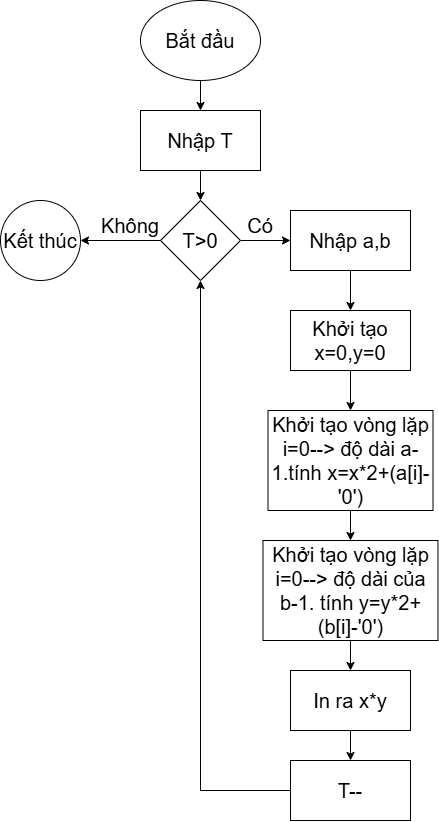 Bắt đầu
Nhập T
Không
Có
Kết thúc
T>0
Nhập a,b
Khởi tạo
x=0,y=0
Khởi tạo vòng lặp
i=0--> độ dài a-
1.tính x=x*2+(a[i]-
'0')
Khởi tạo vòng lặp
i=0--> độ dài của
b-1. tính y=y*2+
(b[i]-'0')
In ra x*y
T--